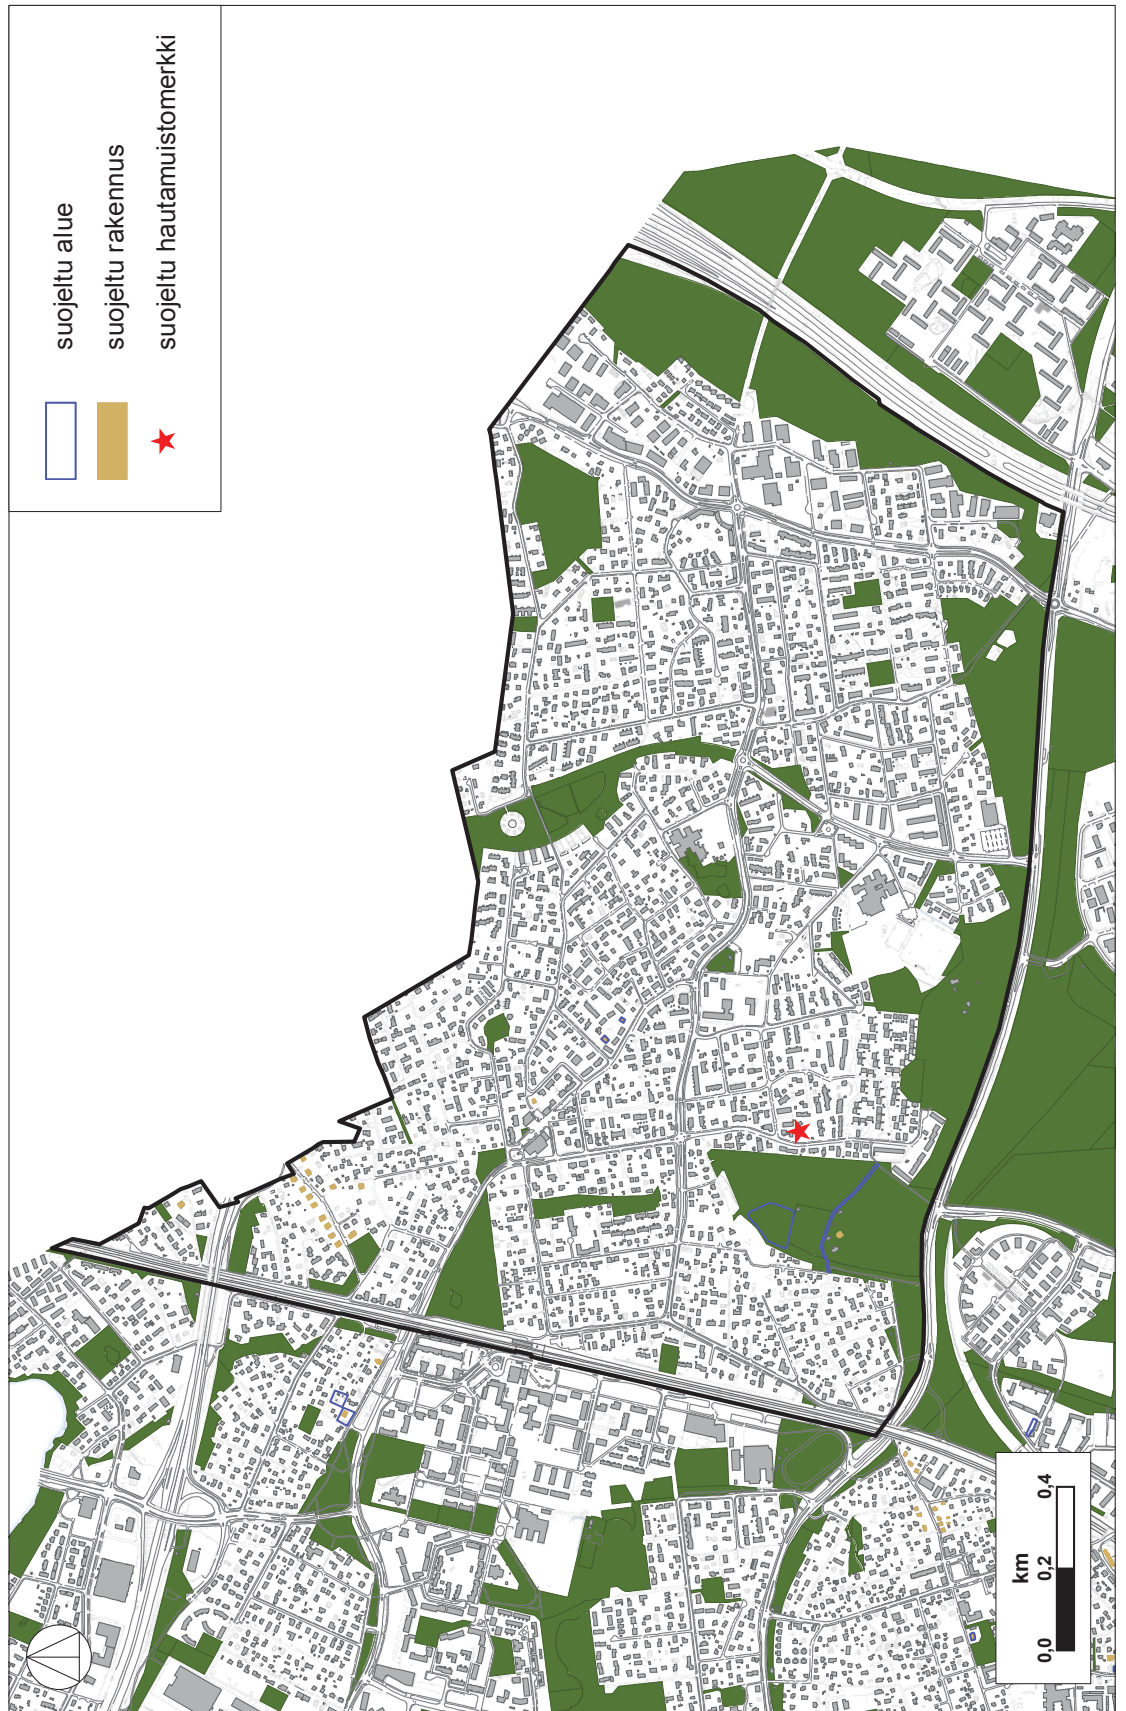 suojeltu alue
suojeltu rakennus
suojeltu hautamuistomerkki
km
0,0 0,2 0,4